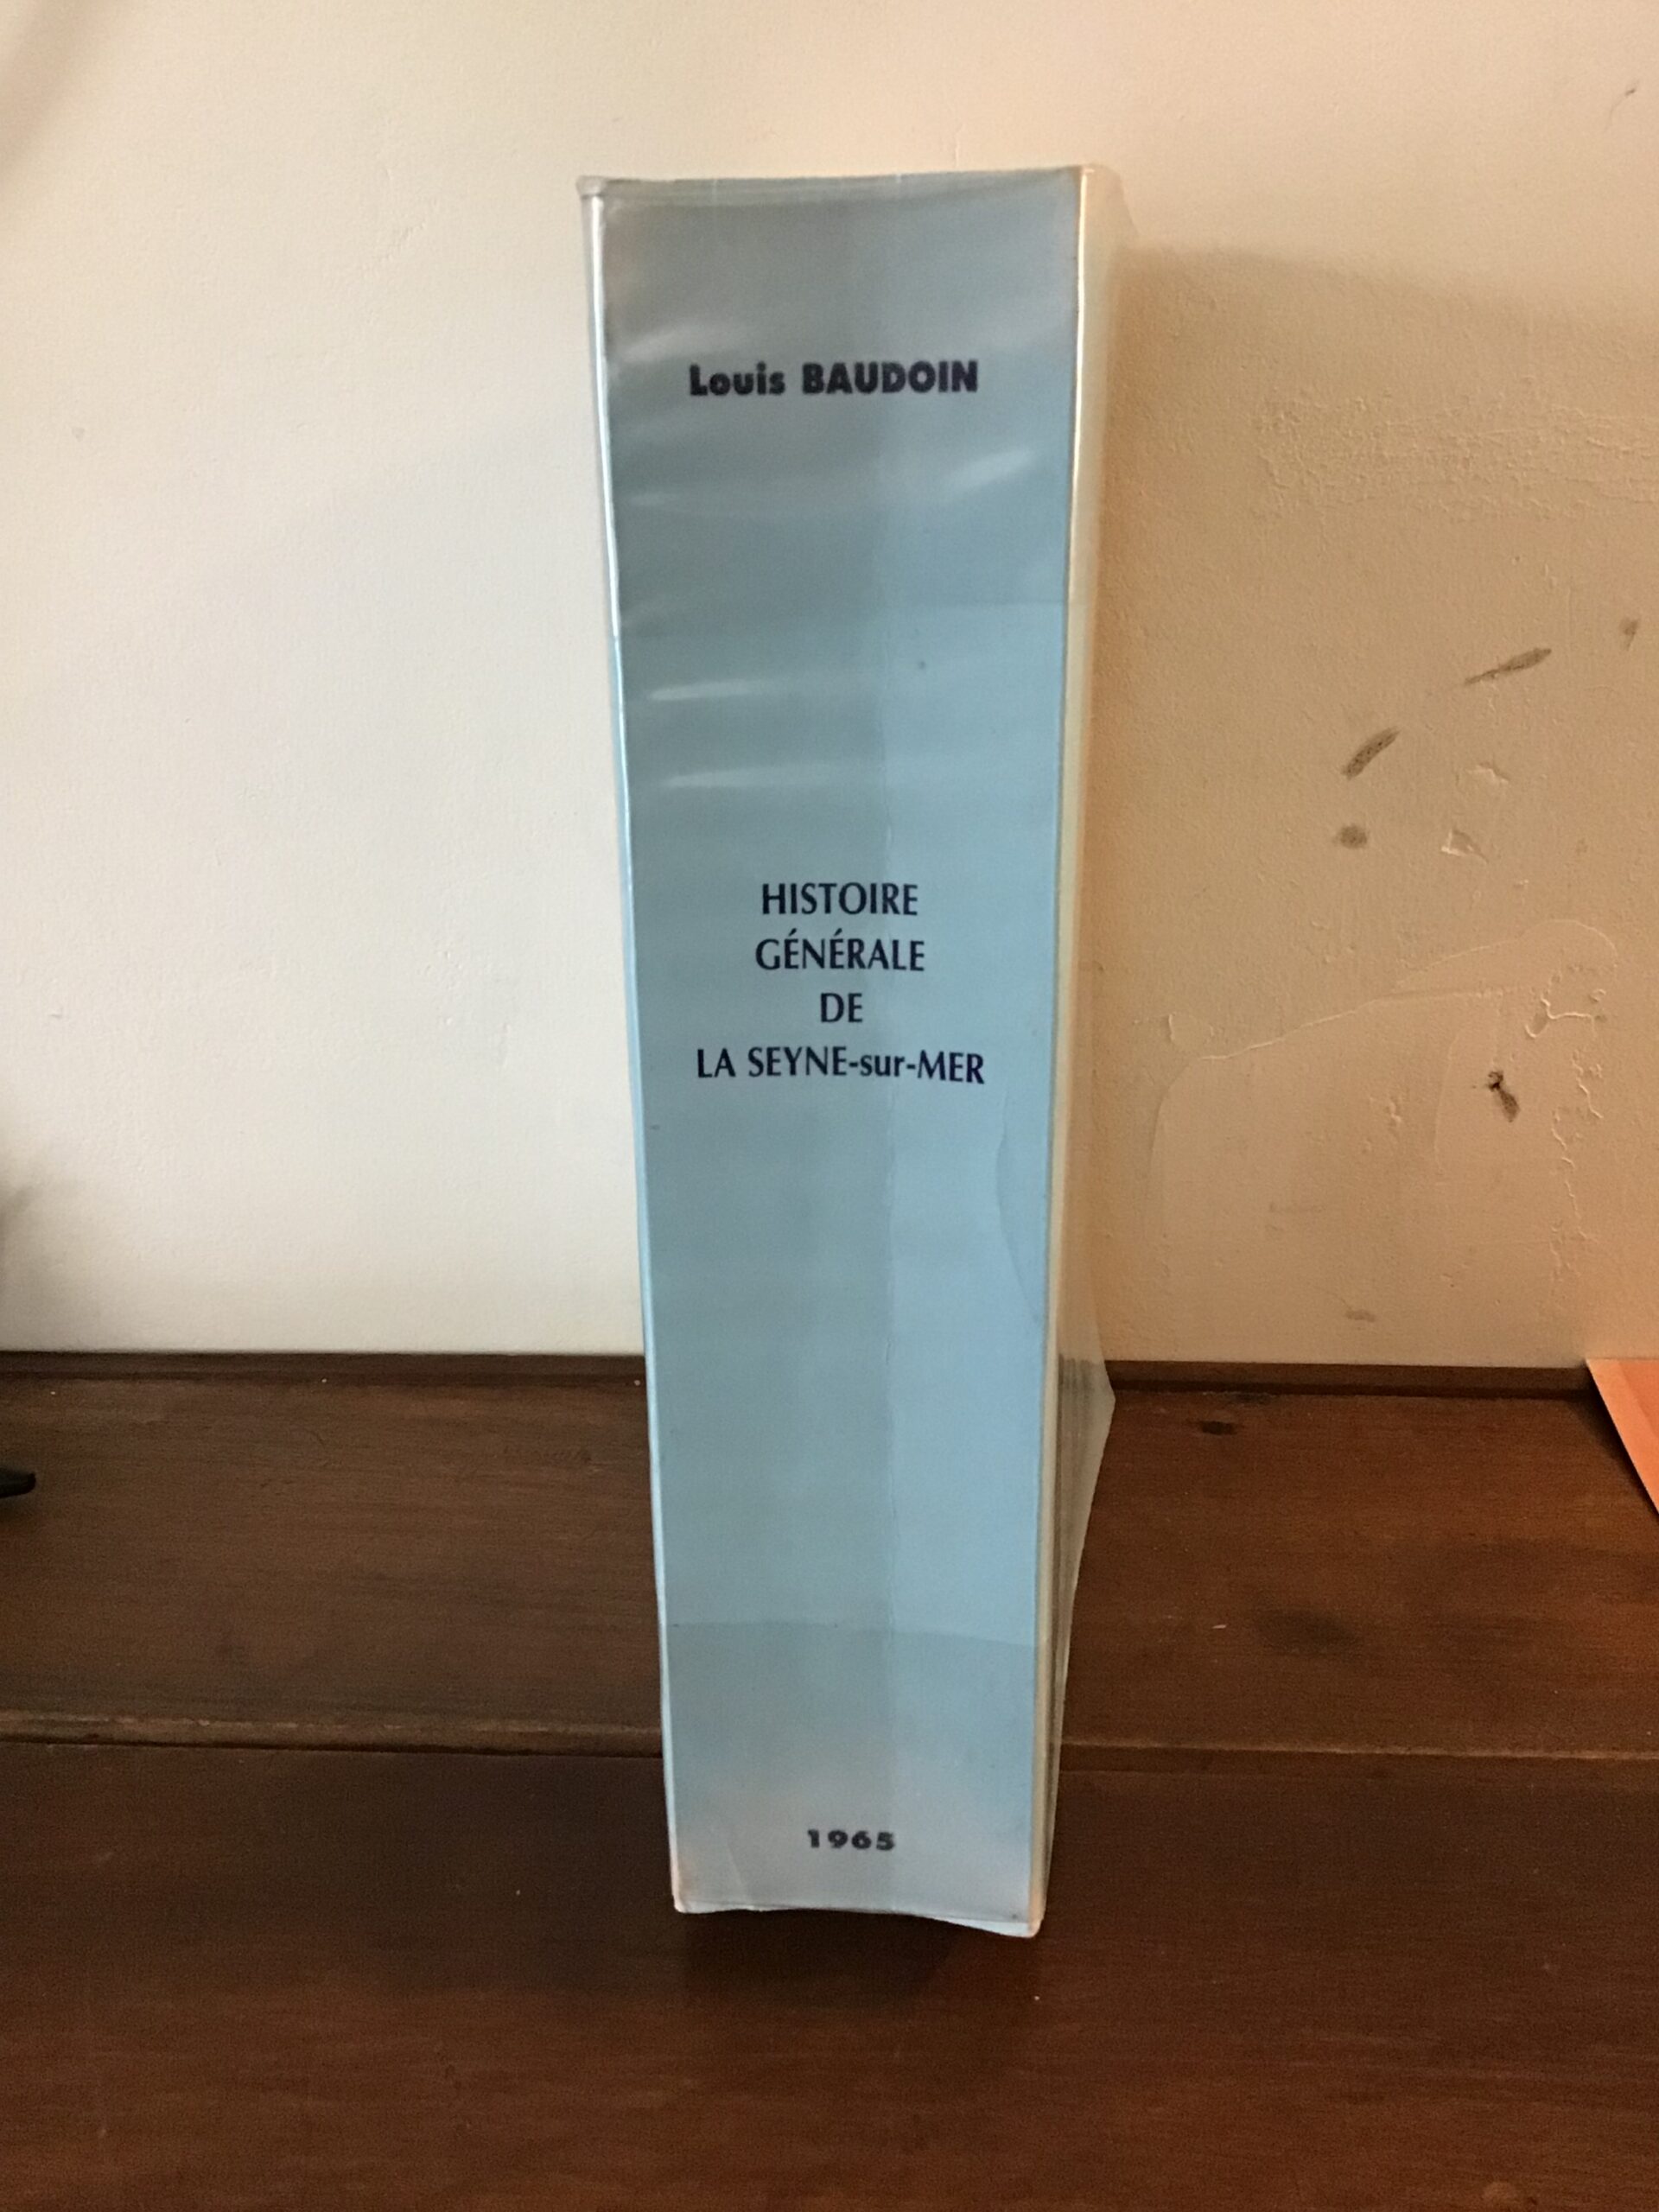 Louis BAUDOIN
HISTOIRE
GÉNÉRALE
DE
LA SEYNE-sur-MER
1965